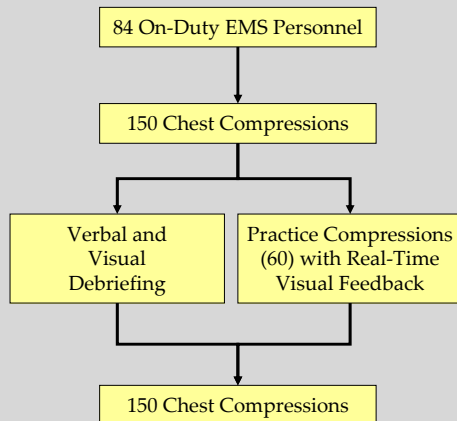 84 On-Duty EMS Personnel
150 Chest Compressions
Verbal and
Visual
Debriefing
Practice Compressions
(60) with Real-Time
Visual Feedback
150 Chest Compressions